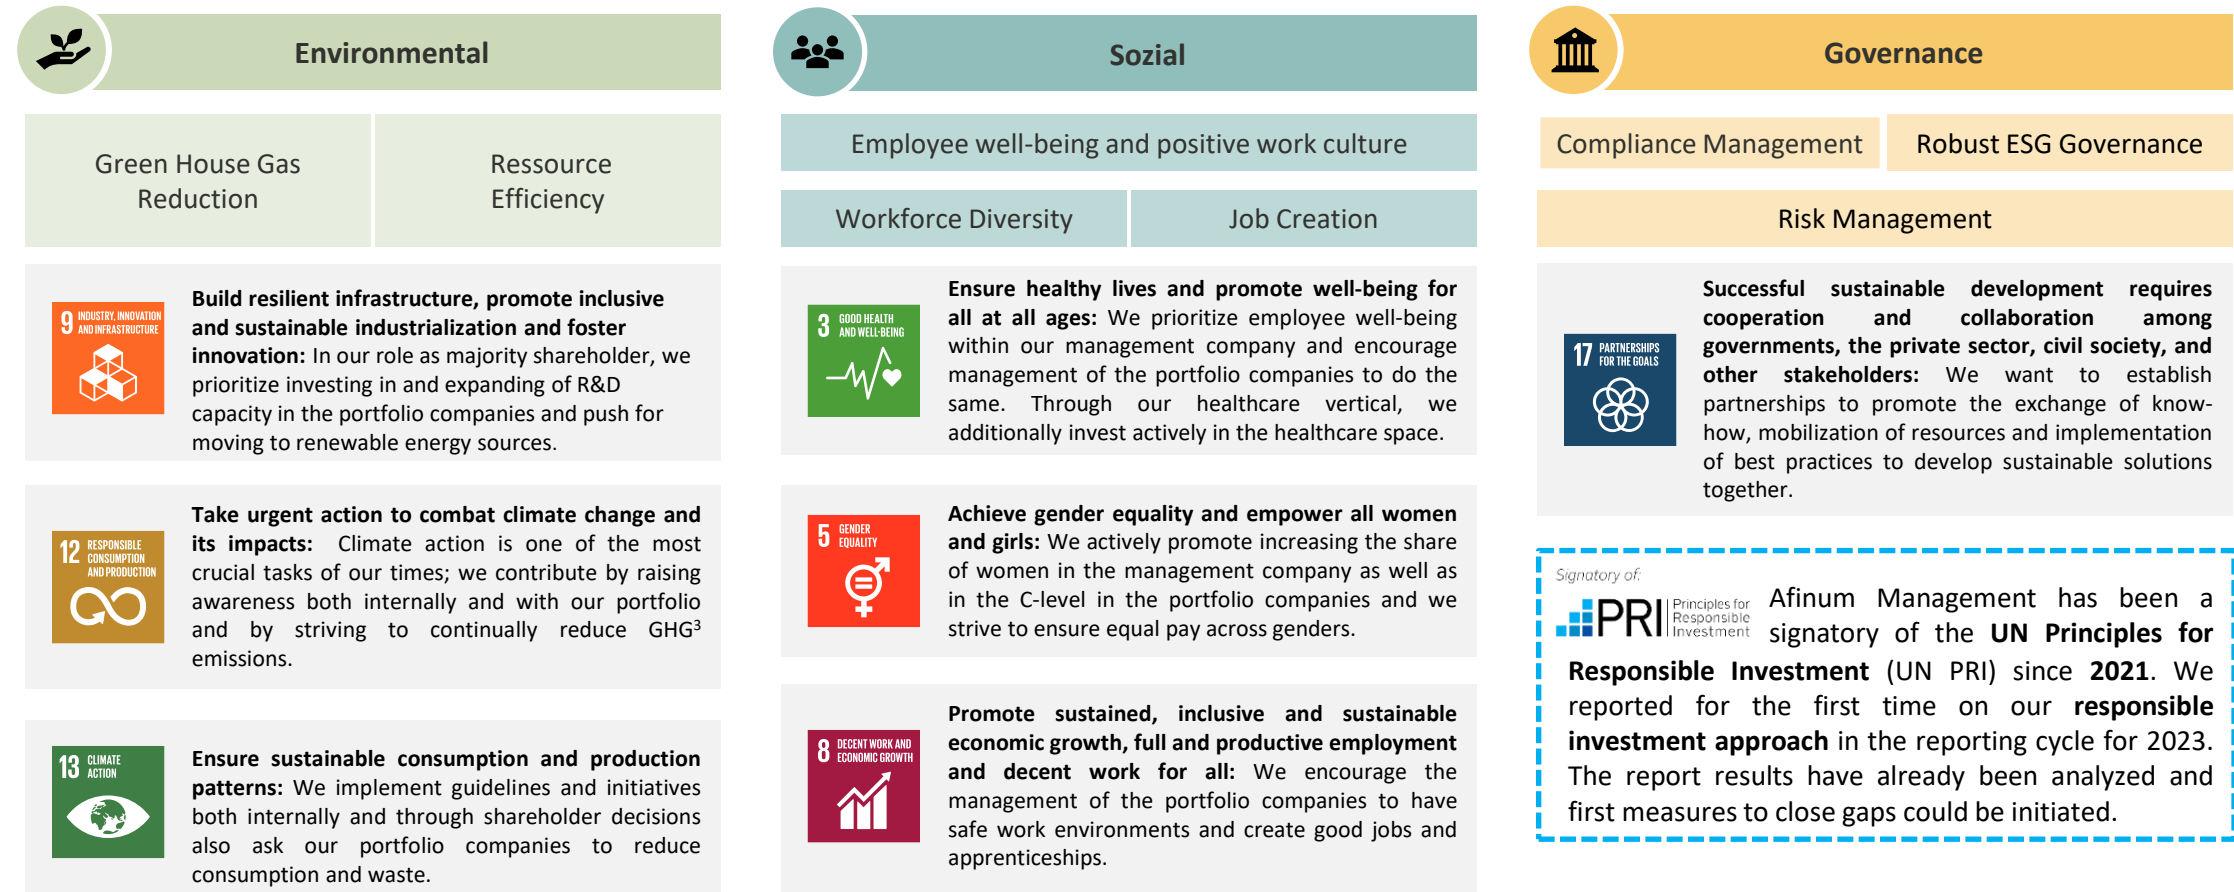 Environmental
Green House Gas
Reduction
Ressource
Efficiency
9 INDUSTRY, INNOVATION
AND INFRASTRUCTURE
Build resilient infrastructure, promote inclusive
and sustainable industrialization and foster
innovation: In our role as majority shareholder, we
prioritize investing in and expanding of R&D
capacity in the portfolio companies and push for
moving to renewable energy sources.
12 RESPONSIBLE
CONSUMPTION
AND PRODUCTION
Take urgent action to combat climate change and
its impacts: Climate action is one of the most
crucial tasks of our times; we contribute by raising
awareness both internally and with our portfolio
and by striving to continually reduce GHG³
emissions.
13 CLIMATE
ACTION
Ensure sustainable consumption and production
patterns: We implement guidelines and initiatives
both internally and through shareholder decisions
also ask our portfolio companies to reduce
consumption and waste.
Sozial
Employee well-being and positive work culture
Workforce Diversity
Job Creation
3 GOOD HEALTH
AND WELL-BEING
Ensure healthy lives and promote well-being for
all at all ages: We prioritize employee well-being
within our management company and encourage
management of the portfolio companies to do the
same. Through our healthcare vertical, we
additionally invest actively in the healthcare space.
5 GENDER
EQUALITY
Achieve gender equality and empower all women
and girls: We actively promote increasing the share
of women in the management company as well as
in the C-level in the portfolio companies and we
strive to ensure equal pay across genders.
8 DECENT WORK AND
ECONOMIC GROWTH
Promote sustained, inclusive and sustainable
economic growth, full and productive employment
and decent work for all: We encourage the
management of the portfolio companies to have
safe work environments and create good jobs and
apprenticeships.
Governance
Compliance Management
Robust ESG Governance
Risk Management
17 PARTNERSHIPS
FOR THE GOALS
Successful sustainable development requires
cooperation and collaboration among
governments, the private sector, civil society, and
other stakeholders: We want to establish
partnerships to promote the exchange of know-
how, mobilization of resources and implementation
of best practices to develop sustainable solutions
together.
Signatory of:
PRI Principles for
Responsible
Investment
Afinum Management has been a
signatory of the UN Principles for
Responsible Investment (UN PRI) since 2021. We
reported for the first time on our responsible
investment approach in the reporting cycle for 2023.
The report results have already been analyzed and
first measures to close gaps could be initiated.